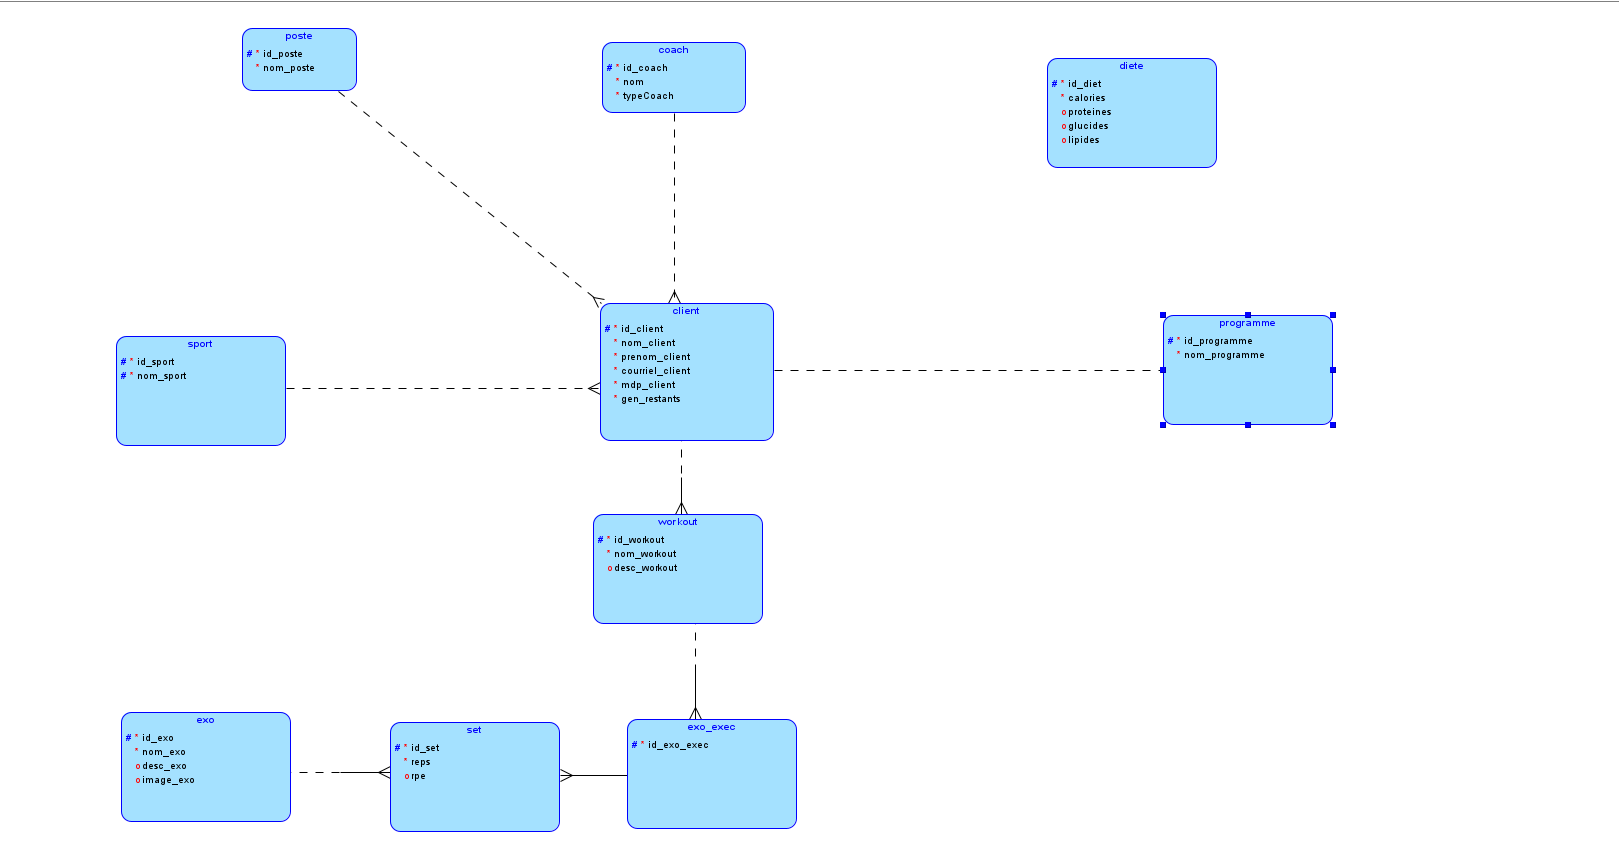 poste
# * id_poste
* nom_poste
coach
# * id_coach
* nom
* typeCoach
diete
# * id_diet
* calories
o proteines
o glucides
o lipides
sport
# * id_sport
# * nom_sport
client
# * id_client
* nom_client
* prenom_client
* courriel_client
* mdp_client
* gen_restants
programme
# * id_programme
* nom_programme
workout
# * id_workout
* nom_workout
o desc_workout
exo
# * id_exo
* nom_exo
o desc_exo
o image_exo
set
# * id_set
* reps
o rpe
exo_exec
# * id_exo_exec